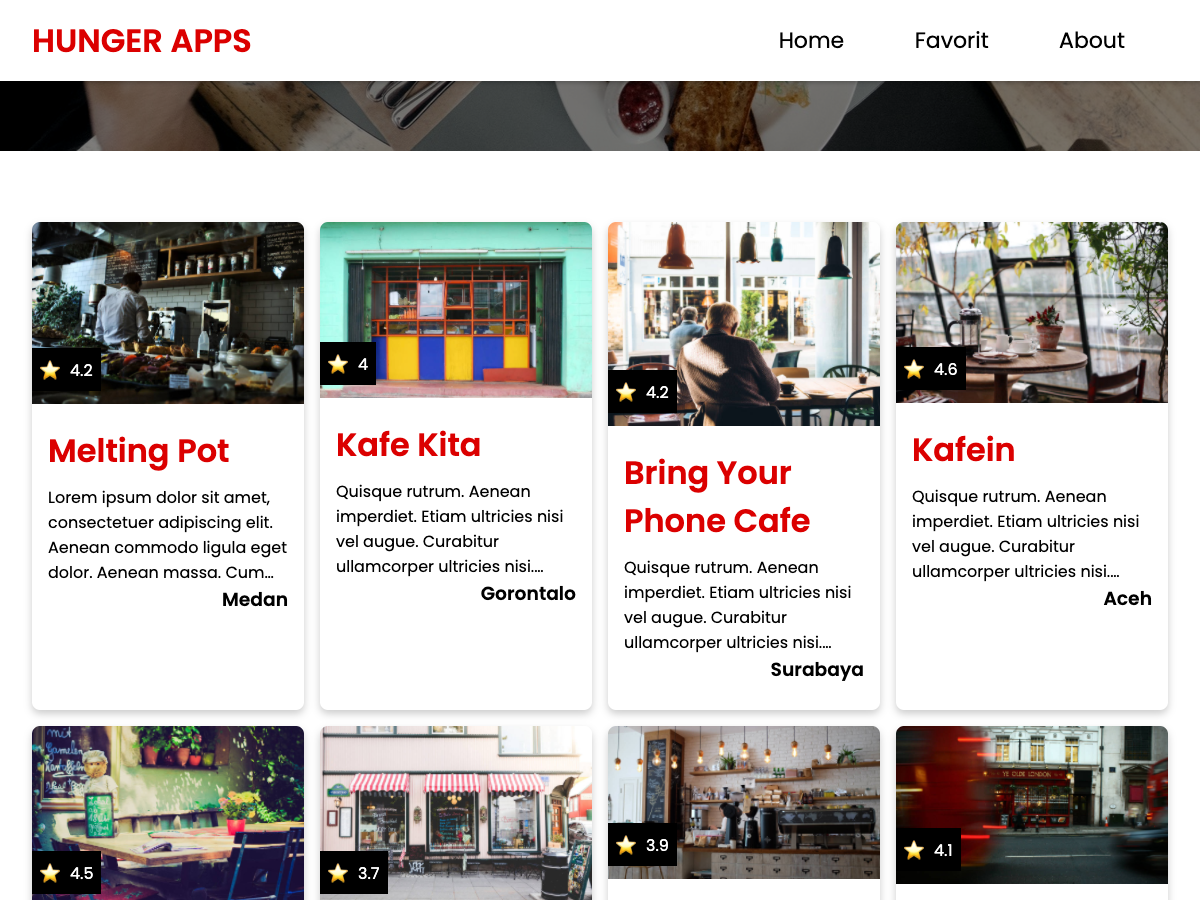 HUNGER APPS
Home
Favorit
About
4.2
Melting Pot
Lorem ipsum dolor sit amet,
consectetuer adipiscing elit.
Aenean commodo ligula eget
dolor. Aenean massa. Cum...
Medan
4
Kafe Kita
Quisque rutrum. Aenean
imperdiet. Etiam ultricies nisi
vel augue. Curabitur
ullamcorper ultricies nisi....
Gorontalo
4.2
Bring Your
Phone Cafe
Quisque rutrum. Aenean
imperdiet. Etiam ultricies nisi
vel augue. Curabitur
ullamcorper ultricies nisi....
Surabaya
4.6
Kafein
Quisque rutrum. Aenean
imperdiet. Etiam ultricies nisi
vel augue. Curabitur
ullamcorper ultricies nisi....
Aceh
4.5
3.7
3.9
YE OLDE LONDON
4.1